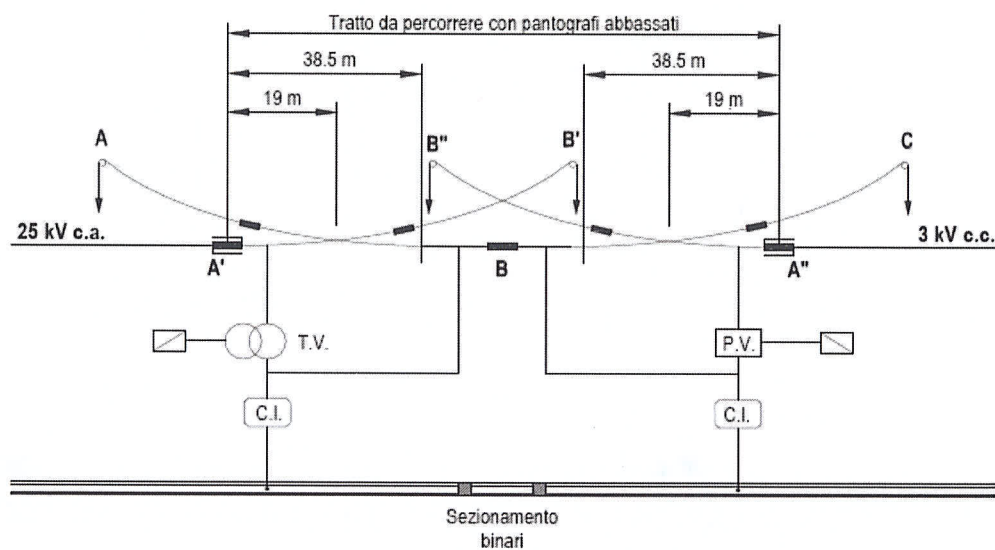 Tratto da percorrere con pantografi abbassati
38.5 m
38.5 m
19 m
19 m
A
B"
B'
C
25 kV c.a.
3 kV c.c.
A'
B
A"
T.V.
P.V.
C.I.
C.I.
Sezionamento
binari